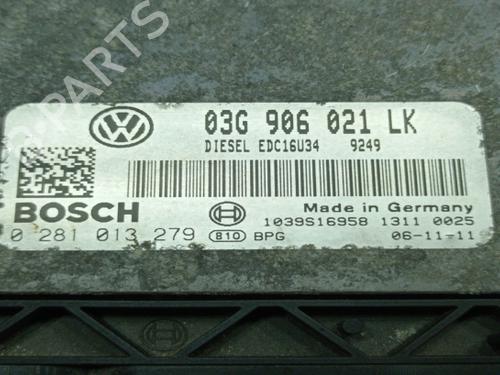 B-PARTS
03G 906 021 LK
DIESEL EDC16U34 9249
BOSCH
Made in Germany
1039S16958 1311 0025
0 281 013 279 810 BPG 06-11-11